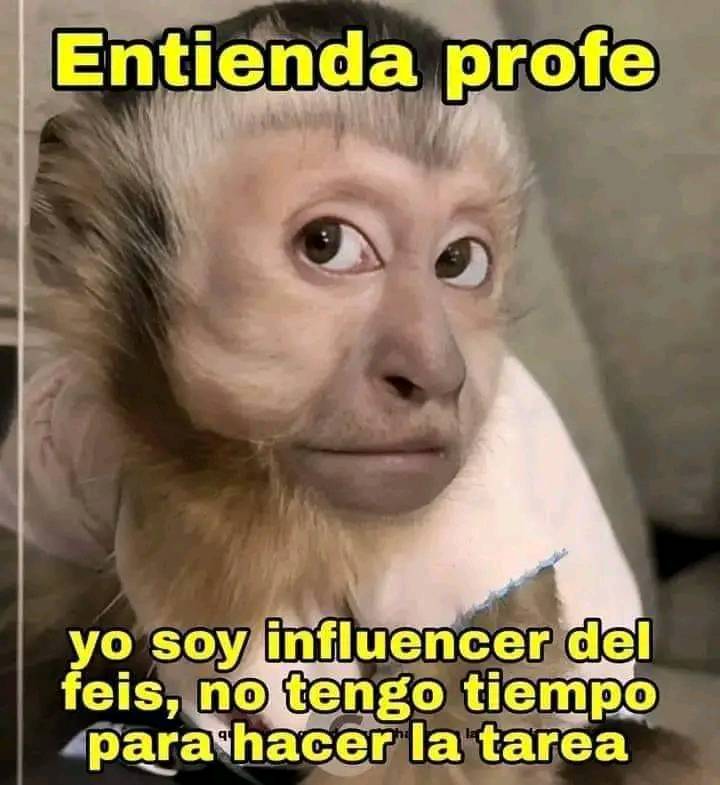 Entienda profe
yo soy influencer del
feis, no tengo tiempo
para hacer la tarea